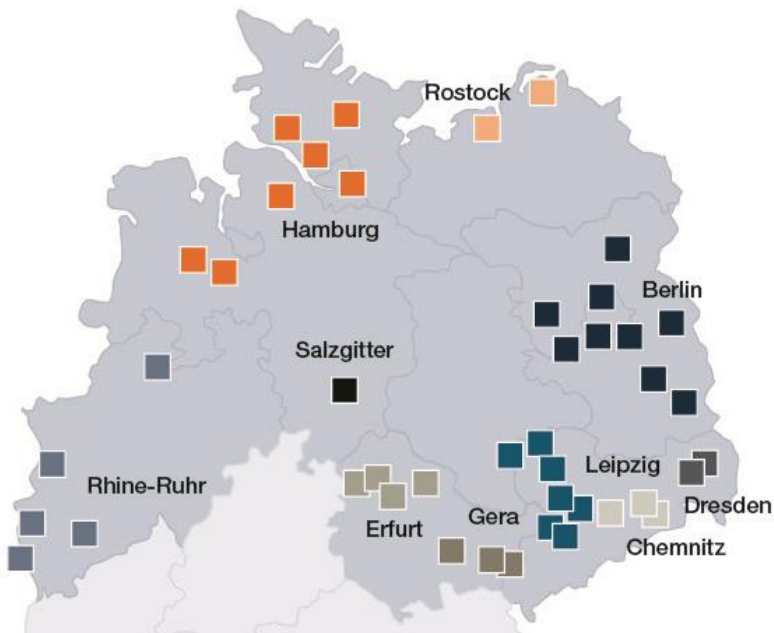 Rostock
Hamburg
Berlin
Salzgitter
Leipzig
Rhine-Ruhr
Dresden
Gera
Erfurt
Chemnitz